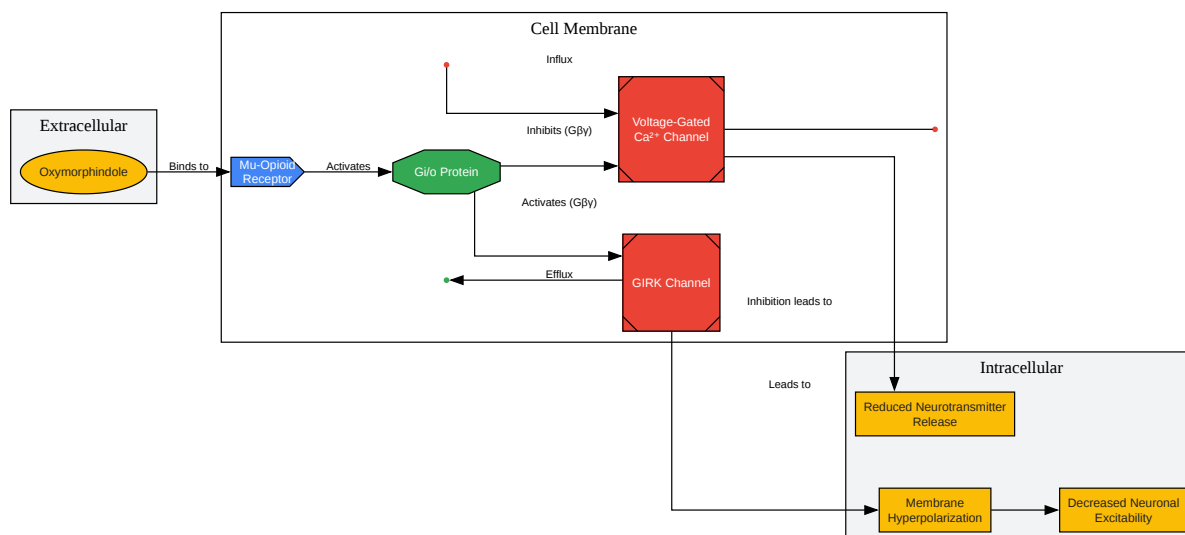 Cell Membrane
Influx
Extracellular
Voltage-Gated
Ca²⁺ Channel
Inhibits (Gβγ)
Oxymorphindole
Binds to
Mu-Opioid
Receptor
Activates
Gi/o Protein
Activates (Gβγ)
Efflux
GIRK Channel
Inhibition leads to
Intracellular
Leads to
Reduced Neurotransmitter
Release
Membrane
Hyperpolarization
Decreased Neuronal
Excitability